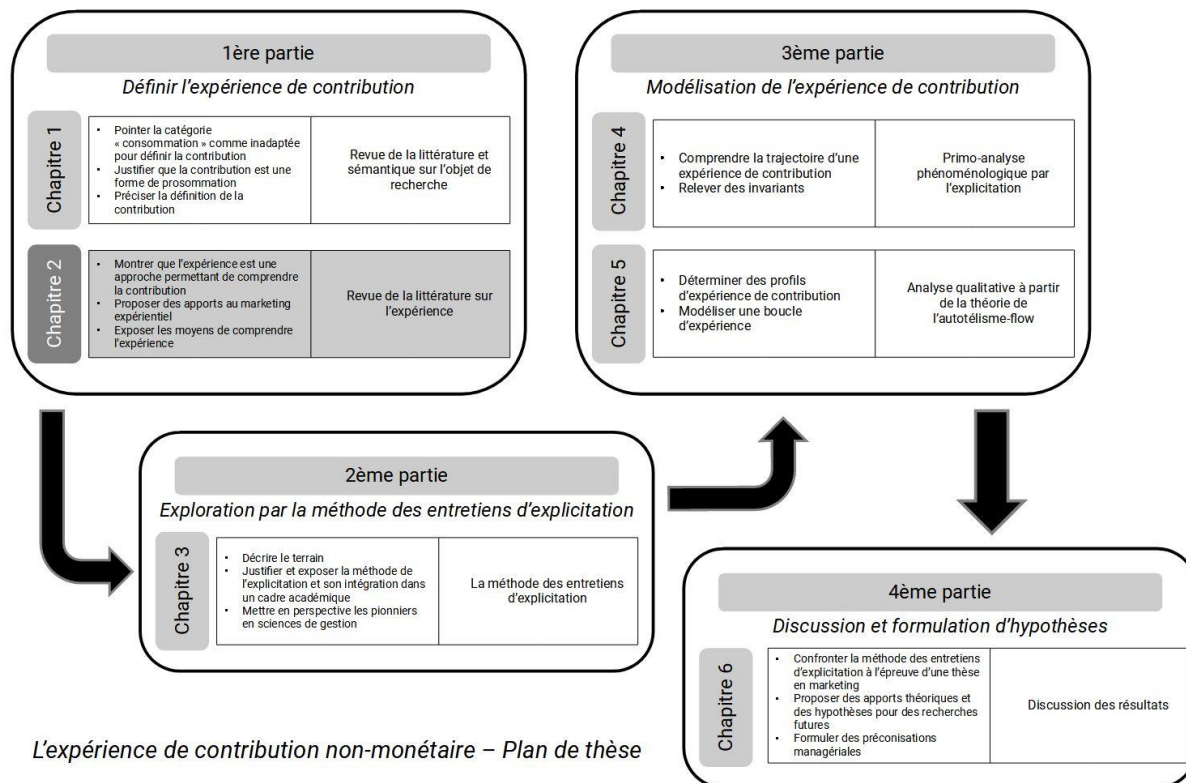 1ère partie
Définir l'expérience de contribution
Chapitre 1
• Pointer la catégorie
« consommation » comme inadaptée
pour définir la contribution
• Justifier que la contribution est une
forme de prosommation
• Préciser la définition de la
contribution
Revue de la littérature et
sémantique sur l'objet de
recherche
Chapitre 2
• Montrer que l'expérience est une
approche permettant de comprendre
la contribution
• Proposer des apports au marketing
expérientiel
• Exposer les moyens de comprendre
l'expérience
Revue de la littérature sur
l'expérience
2ème partie
Exploration par la méthode des entretiens d'explicitation
Chapitre 3
• Décrire le terrain
• Justifier et exposer la méthode de
l'explicitation et son intégration dans
un cadre académique
• Mettre en perspective les pionniers
en sciences de gestion
La méthode des entretiens
d'explicitation
3ème partie
Modélisation de l'expérience de contribution
Chapitre 4
• Comprendre la trajectoire d'une
expérience de contribution
• Relever des invariants
Primo-analyse
phénoménologique par
l'explicitation
Chapitre 5
• Déterminer des profils
d'expérience de contribution
• Modéliser une boucle
d'expérience
Analyse qualitative à partir
de la théorie de
l'autotélisme-flow
4ème partie
Discussion et formulation d'hypothèses
Chapitre 6
• Confronter la méthode des entretiens
d'explicitation à l'épreuve d'une thèse
en marketing
• Proposer des apports théoriques et
des hypothèses pour des recherches
futures
• Formuler des préconisations
managériales
Discussion des résultats
L'expérience de contribution non-monétaire – Plan de thèse